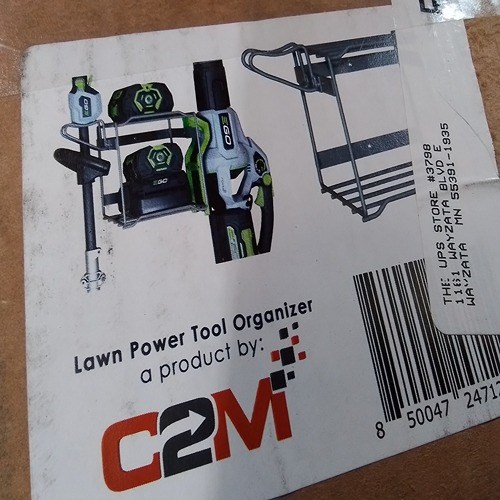 EGO
EGO
EGO
EGO
THE UPS STORE #3798
1161 WAYZATA BLVD E
WAYZATA MN 55391-1935
Lawn Power Tool Organizer
a product by:
C2M
8 50047 2471